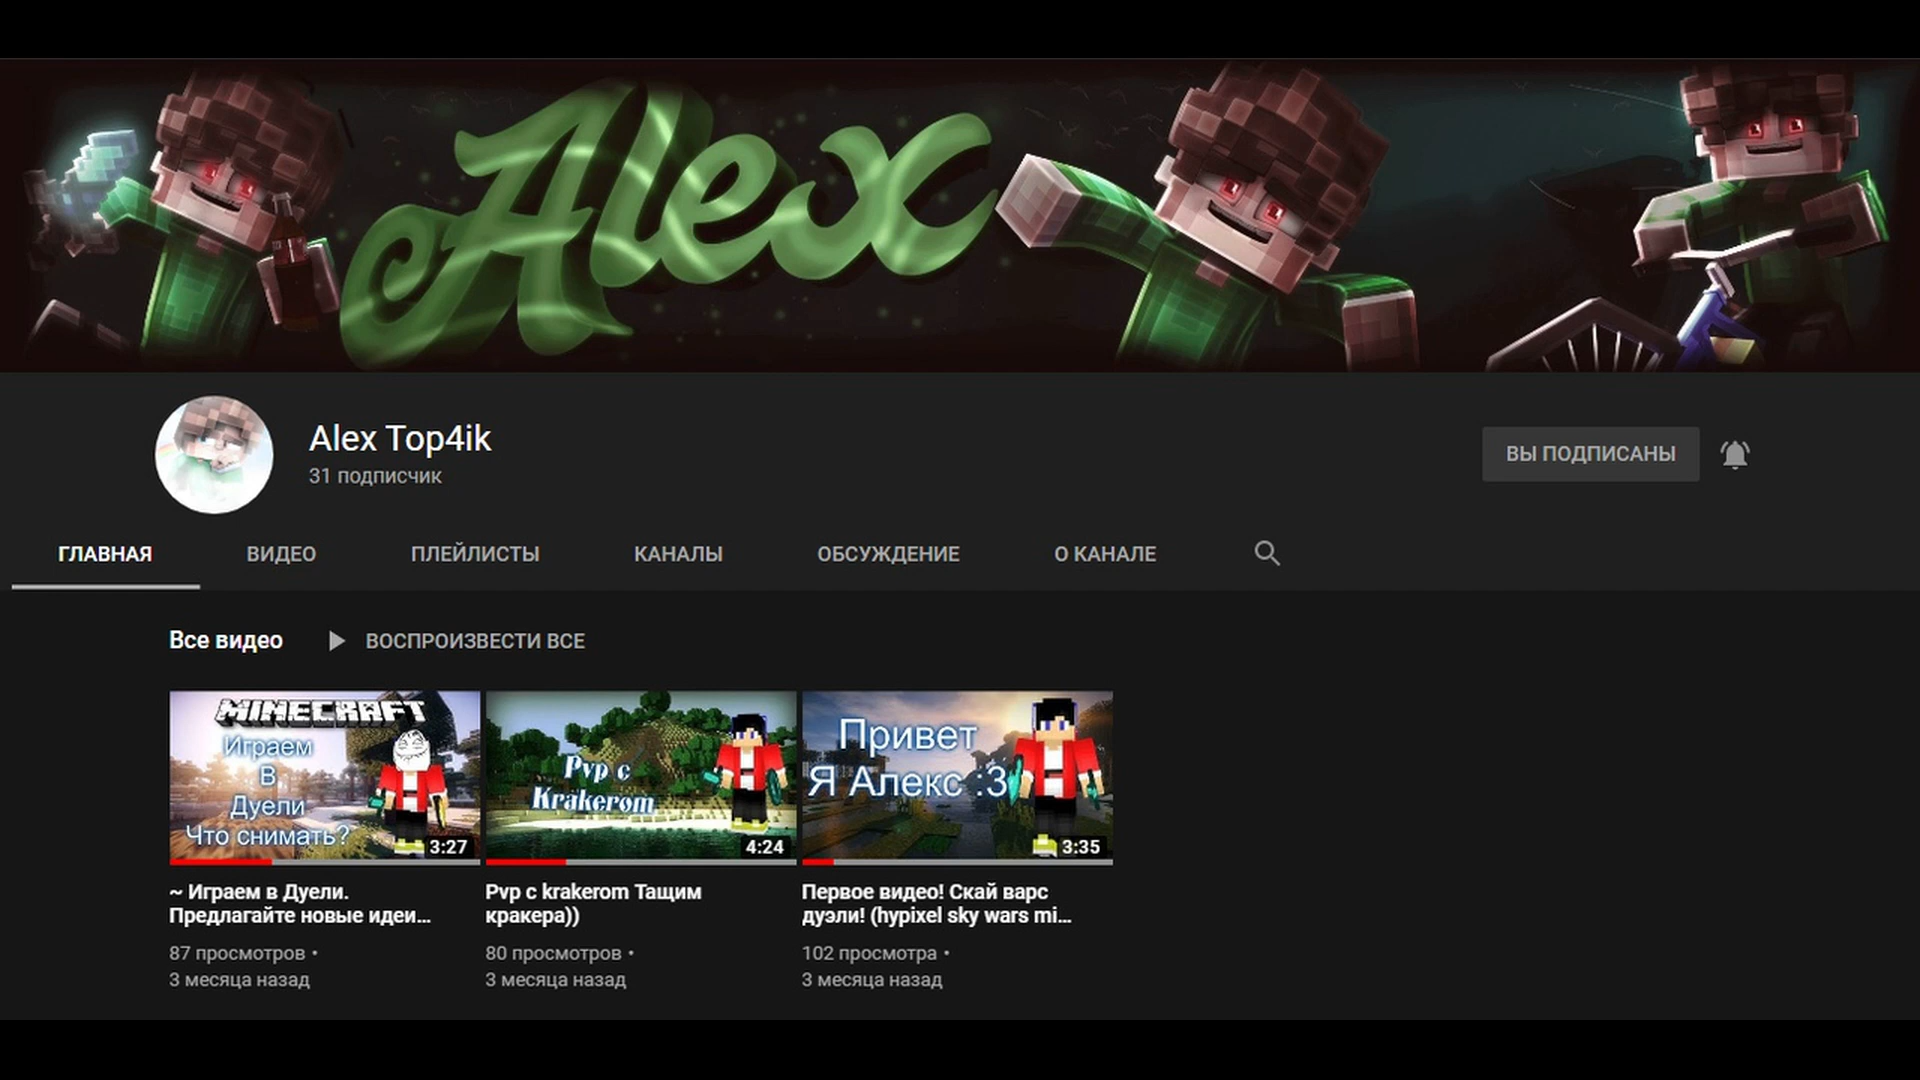 Alex
Alex Top4ik
31 подписчик
ВЫ ПОДПИСАНЫ
ГЛАВНАЯ ВИДЕО ПЛЕЙЛИСТЫ КАНАЛЫ ОБСУЖДЕНИЕ О КАНАЛЕ
Все видео ВОСПРОИЗВЕСТИ ВСЕ
MINECRAFT
Играем
В
Дуели
Что снимать?
3:27
~ Играем в Дуели.
Предлагайте новые идеи...
87 просмотров •
3 месяца назад
Pvp c
Krakerom
4:24
Pvp с krakerom Тащим
кракера))
80 просмотров •
3 месяца назад
Привет
Я Алекс :3
3:35
Первое видео! Скай варс
дуэли! (hypixel sky wars mi...
102 просмотра •
3 месяца назад